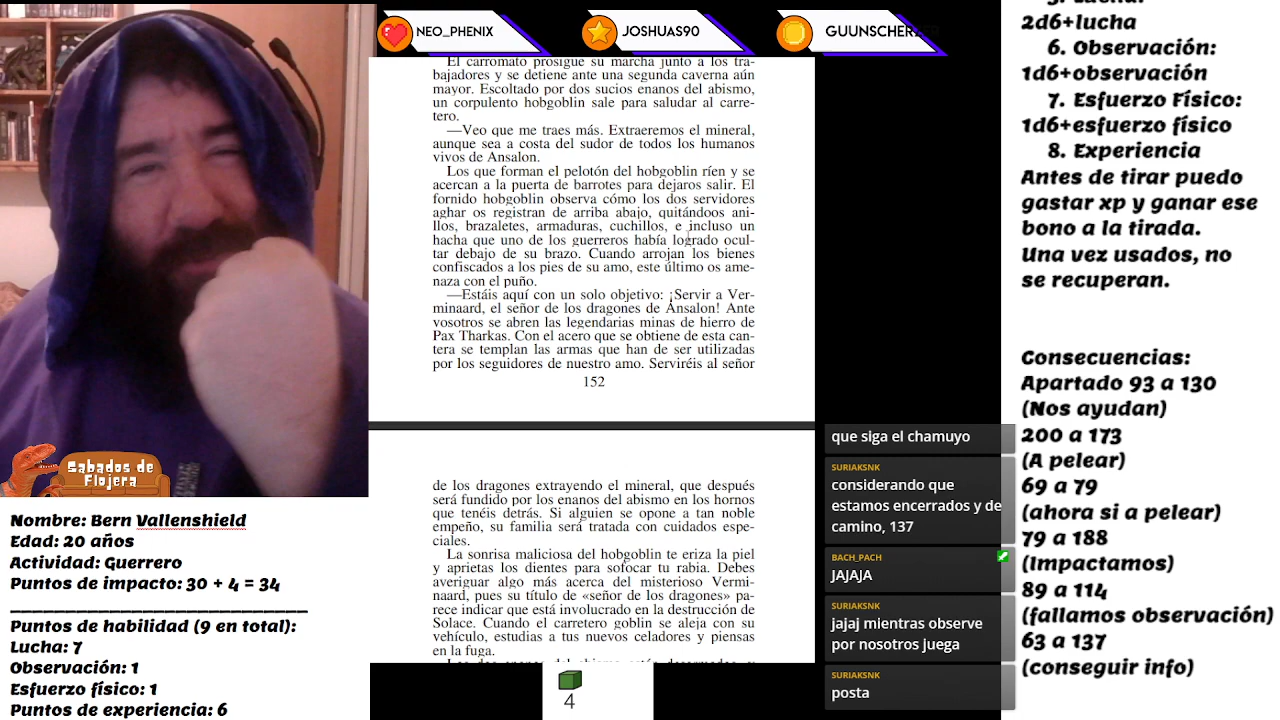 NEO_PHENIX
JOSHUAS90
GUUNSCHER
El carromato prosigue su marcha junto a los tra-
bajadores y se detiene ante una segunda caverna aún
mayor. Escoltado por dos sucios enanos del abismo,
un corpulento hobgoblin sale para saludar al carre-
tero.
—Veo que me traes más. Extraeremos el mineral,
aunque sea a costa del sudor de todos los humanos
vivos de Ansalon.
Los que forman el pelotón del hobgoblin ríen y se
acercan a la puerta de barrotes para dejaros salir. El
fornido hobgoblin observa cómo los dos servidores
aghar os registran de arriba abajo, quitándoos ani-
llos, brazaletes, armaduras, cuchillos, e incluso un
hacha que uno de los guerreros había logrado ocul-
tar debajo de su brazo. Cuando arrojan los bienes
confiscados a los pies de su amo, este último os ame-
naza con el puño.
—Estáis aquí con un solo objetivo: ¡Servir a Ver-
minaard, el señor de los dragones de Ansalon! Ante
vosotros se abren las legendarias minas de hierro de
Pax Tharkas. Con el acero que se obtiene de esta can-
tera se templan las armas que han de ser utilizadas
por los seguidores de nuestro amo. Serviréis al señor
152
de los dragones extrayendo el mineral, que después
será fundido por los enanos del abismo en los hornos
que tenéis detrás. Si alguien se opone a tan noble
empeño, su familia será tratada con cuidados espe-
ciales.
La sonrisa maliciosa del hobgoblin te eriza la piel
y aprietas los dientes para sofocar tu rabia. Debes
averiguar algo más acerca del misterioso Vermi-
naard, pues su título de «señor de los dragones» pa-
rece indicar que está involucrado en la destrucción de
Solace. Cuando el carretero goblin se aleja con su
vehículo, estudias a tus nuevos celadores y piensas
en la fuga.
4
Sabados de
Flojera
Nombre: Bern Vallenshield
Edad: 20 años
Actividad: Guerrero
Puntos de impacto: 30 + 4 = 34
Puntos de habilidad (9 en total):
Lucha: 7
Observación: 1
Esfuerzo físico: 1
Puntos de experiencia: 6
que siga el chamuyo
SURIAKSNK
considerando que
estamos encerrados y de
camino, 137
BACH_PACH
JAJAJA
SURIAKSNK
jajaj mientras observe
por nosotros juega
SURIAKSNK
posta
2d6+lucha
6. Observación:
1d6+observación
7. Esfuerzo Físico:
1d6+esfuerzo físico
8. Experiencia
Antes de tirar puedo
gastar xp y ganar ese
bono a la tirada.
Una vez usados, no
se recuperan.
Consecuencias:
Apartado 93 a 130
(Nos ayudan)
200 a 173
(A pelear)
69 a 79
(ahora si a pelear)
79 a 188
(Impactamos)
89 a 114
(fallamos observación)
63 a 137
(conseguir info)